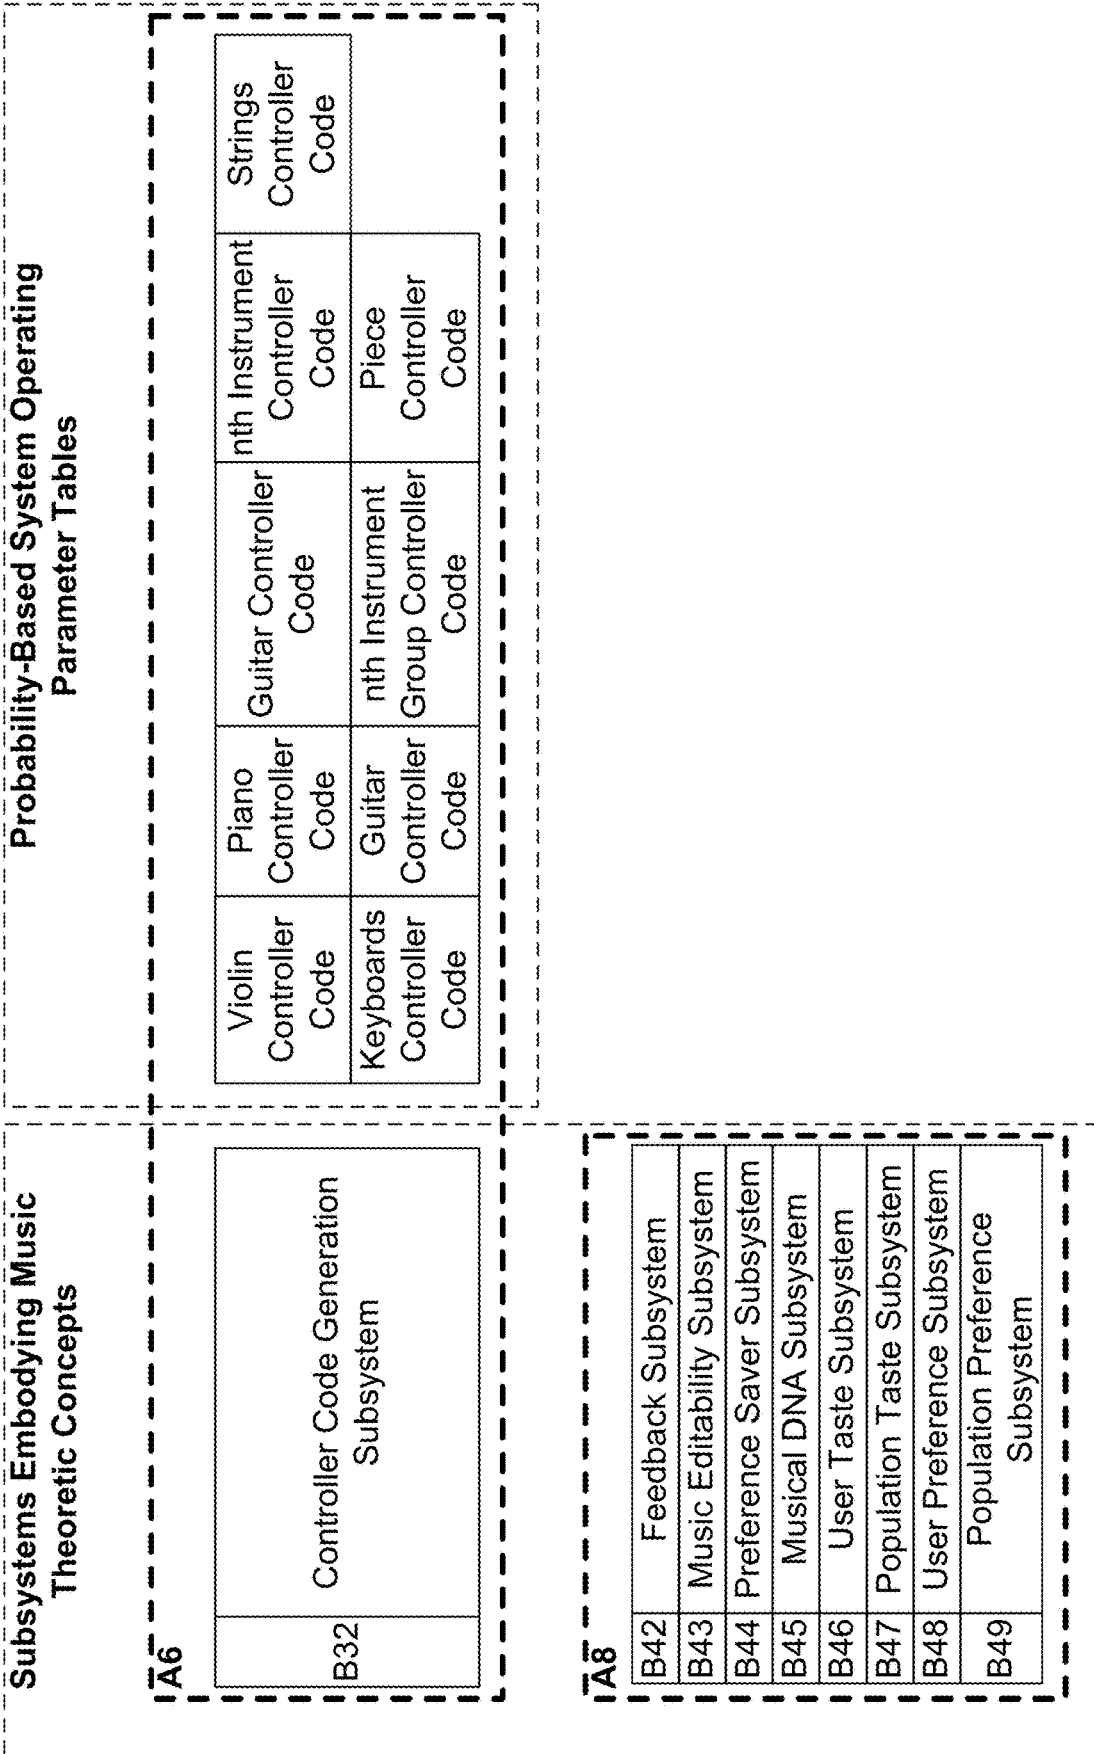 Subsystems Embodying Music
Theoretic Concepts
Probability-Based System Operating
Parameter Tables
A6
B32
Controller Code Generation
Subsystem
Violin
Controller
Code
Piano
Controller
Code
Guitar Controller
Code
nth Instrument
Controller
Code
Strings
Controller
Code
Keyboards
Controller
Code
Guitar
Controller
Code
nth Instrument
Group Controller
Code
Piece
Controller
Code
A8
B42
Feedback Subsystem
B43
Music Editability Subsystem
B44
Preference Saver Subsystem
B45
Musical DNA Subsystem
B46
User Taste Subsystem
B47
Population Taste Subsystem
B48
User Preference Subsystem
B49
Population Preference
Subsystem